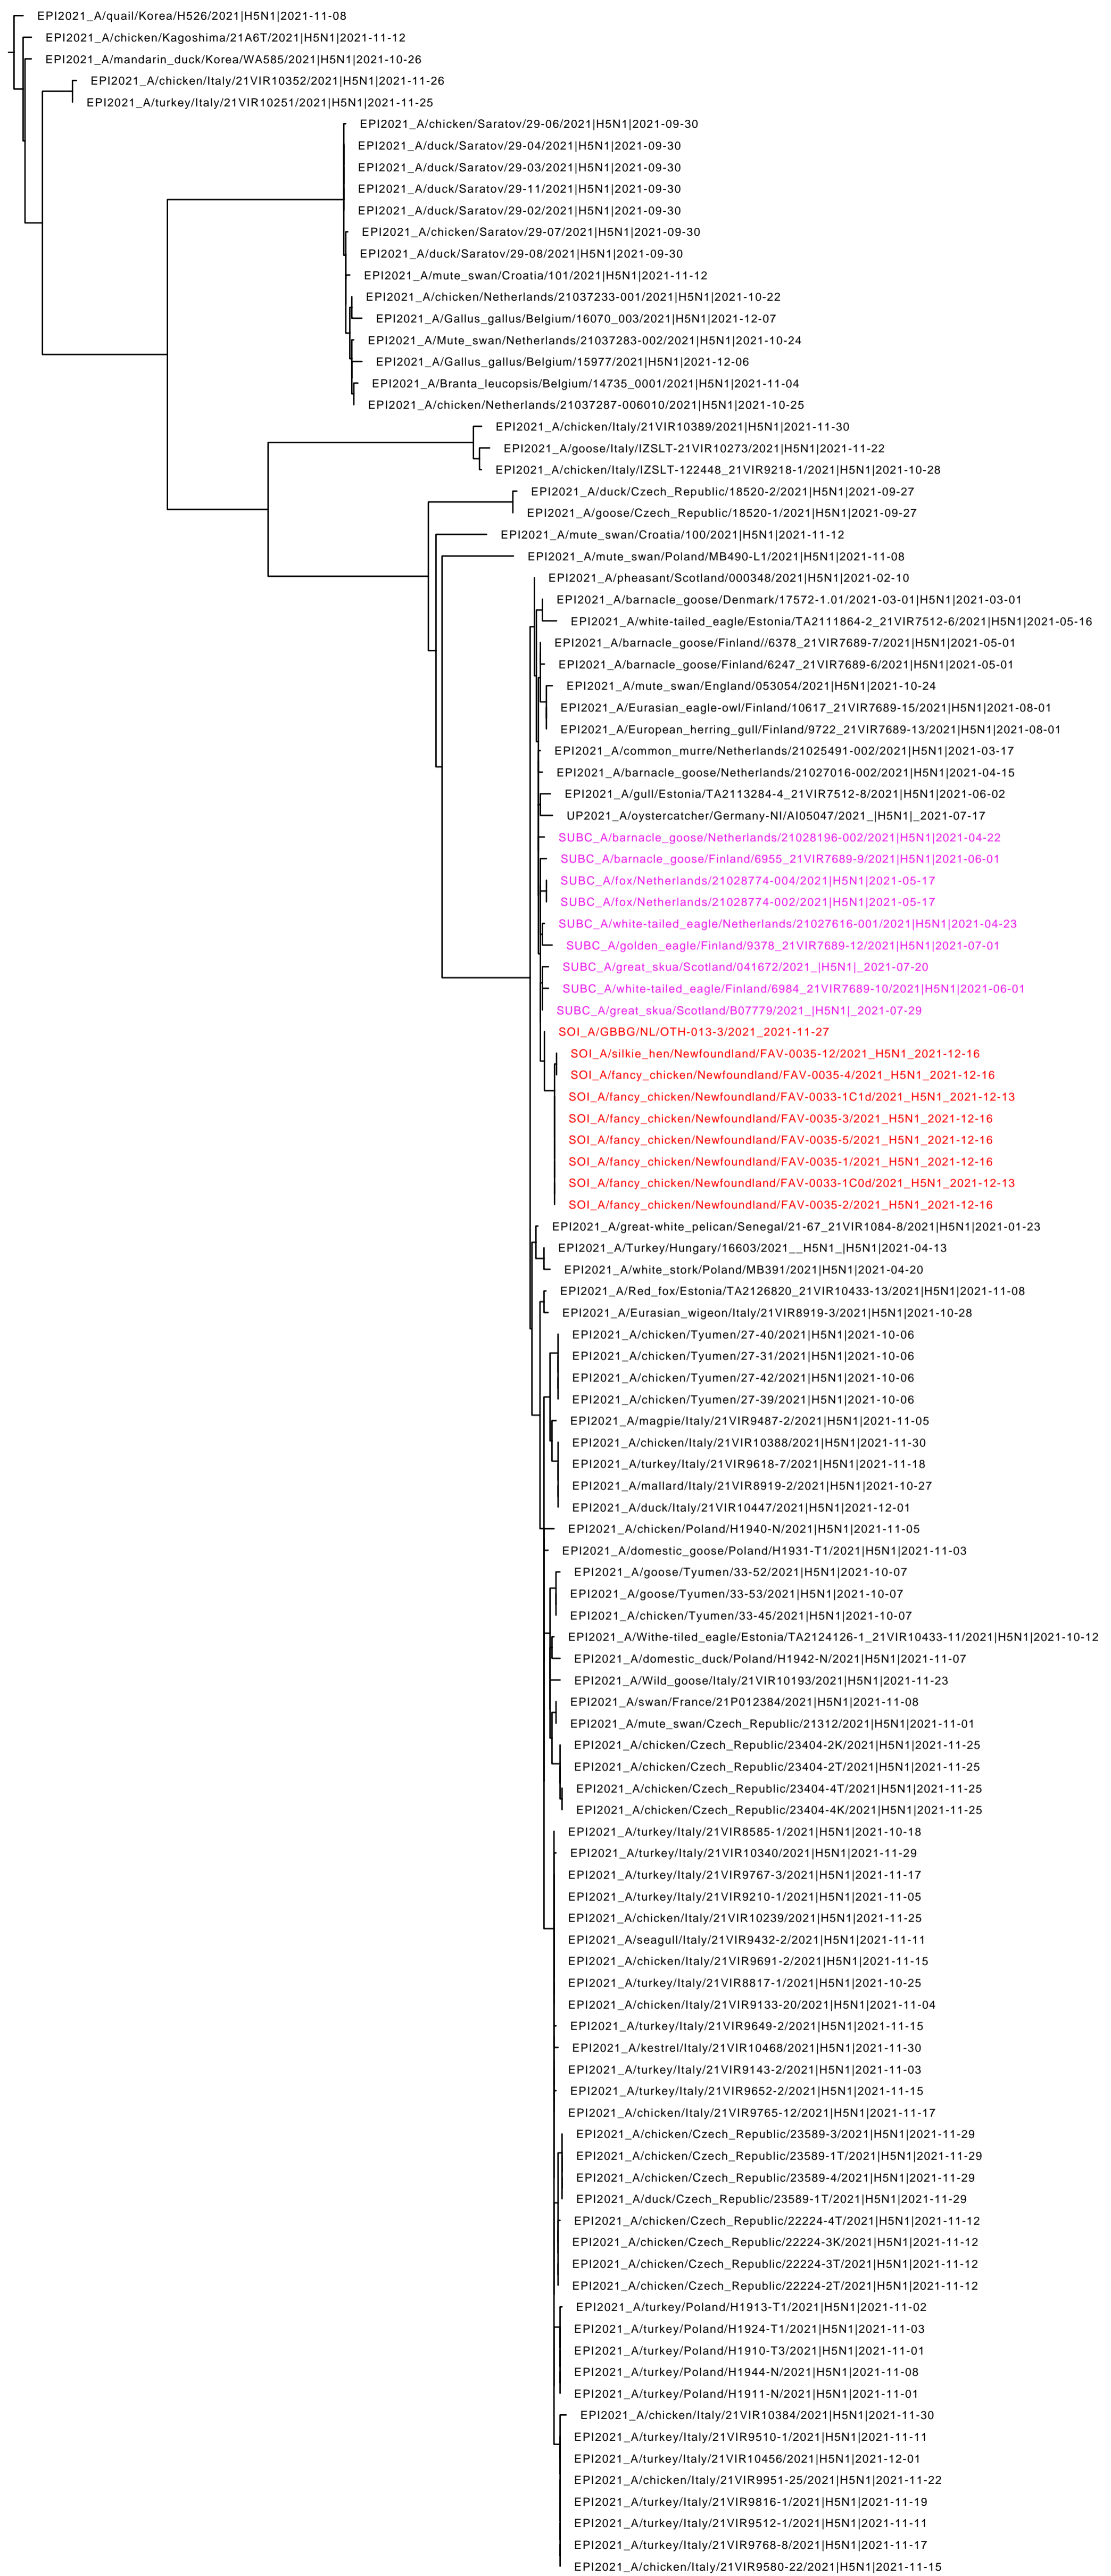 EPI2021_A/quail/Korea/H526/2021|H5N1|2021-11-08
EPI2021_A/chicken/Kagoshima/21A6T/2021|H5N1|2021-11-12
EPI2021_A/mandarin_duck/Korea/WA585/2021|H5N1|2021-10-26
EPI2021_A/chicken/Italy/21VIR10352/2021|H5N1|2021-11-26
EPI2021_A/turkey/Italy/21VIR10251/2021|H5N1|2021-11-25
EPI2021_A/chicken/Saratov/29-06/2021|H5N1|2021-09-30
EPI2021_A/duck/Saratov/29-04/2021|H5N1|2021-09-30
EPI2021_A/duck/Saratov/29-03/2021|H5N1|2021-09-30
EPI2021_A/duck/Saratov/29-11/2021|H5N1|2021-09-30
EPI2021_A/duck/Saratov/29-02/2021|H5N1|2021-09-30
EPI2021_A/chicken/Saratov/29-07/2021|H5N1|2021-09-30
EPI2021_A/duck/Saratov/29-08/2021|H5N1|2021-09-30
EPI2021_A/mute_swan/Croatia/101/2021|H5N1|2021-11-12
EPI2021_A/chicken/Netherlands/21037233-001/2021|H5N1|2021-10-22
EPI2021_A/Gallus_gallus/Belgium/16070_003/2021|H5N1|2021-12-07
EPI2021_A/Mute_swan/Netherlands/21037283-002/2021|H5N1|2021-10-24
EPI2021_A/Gallus_gallus/Belgium/15977/2021|H5N1|2021-12-06
EPI2021_A/Branta_leucopsis/Belgium/14735_0001/2021|H5N1|2021-11-04
EPI2021_A/chicken/Netherlands/21037287-006010/2021|H5N1|2021-10-25
EPI2021_A/chicken/Italy/21VIR10389/2021|H5N1|2021-11-30
EPI2021_A/goose/Italy/IZSLT-21VIR10273/2021|H5N1|2021-11-22
EPI2021_A/chicken/Italy/IZSLT-122448_21VIR9218-1/2021|H5N1|2021-10-28
EPI2021_A/duck/Czech_Republic/18520-2/2021|H5N1|2021-09-27
EPI2021_A/goose/Czech_Republic/18520-1/2021|H5N1|2021-09-27
EPI2021_A/mute_swan/Croatia/100/2021|H5N1|2021-11-12
EPI2021_A/mute_swan/Poland/MB490-L1/2021|H5N1|2021-11-08
EPI2021_A/pheasant/Scotland/000348/2021|H5N1|2021-02-10
EPI2021_A/barnacle_goose/Denmark/17572-1.01/2021-03-01|H5N1|2021-03-01
EPI2021_A/white-tailed_eagle/Estonia/TA2111864-2_21VIR7512-6/2021|H5N1|2021-05-16
EPI2021_A/barnacle_goose/Finland//6378_21VIR7689-7/2021|H5N1|2021-05-01
EPI2021_A/barnacle_goose/Finland/6247_21VIR7689-6/2021|H5N1|2021-05-01
EPI2021_A/mute_swan/England/053054/2021|H5N1|2021-10-24
EPI2021_A/Eurasian_eagle-owl/Finland/10617_21VIR7689-15/2021|H5N1|2021-08-01
EPI2021_A/European_herring_gull/Finland/9722_21VIR7689-13/2021|H5N1|2021-08-01
EPI2021_A/common_murre/Netherlands/21025491-002/2021|H5N1|2021-03-17
EPI2021_A/barnacle_goose/Netherlands/21027016-002/2021|H5N1|2021-04-15
EPI2021_A/gull/Estonia/TA2113284-4_21VIR7512-8/2021|H5N1|2021-06-02
UP2021_A/oystercatcher/Germany-NI/AI05047/2021_|H5N1|_2021-07-17
SUBC_A/barnacle_goose/Netherlands/21028196-002/2021|H5N1|2021-04-22
SUBC_A/barnacle_goose/Finland/6955_21VIR7689-9/2021|H5N1|2021-06-01
SUBC_A/fox/Netherlands/21028774-004/2021|H5N1|2021-05-17
SUBC_A/fox/Netherlands/21028774-002/2021|H5N1|2021-05-17
SUBC_A/white-tailed_eagle/Netherlands/21027616-001/2021|H5N1|2021-04-23
SUBC_A/golden_eagle/Finland/9378_21VIR7689-12/2021|H5N1|2021-07-01
SUBC_A/great_skua/Scotland/041672/2021_|H5N1|_2021-07-20
SUBC_A/white-tailed_eagle/Finland/6984_21VIR7689-10/2021|H5N1|2021-06-01
SUBC_A/great_skua/Scotland/B07779/2021_|H5N1|_2021-07-29
SOI_A/GBBG/NL/OTH-013-3/2021_2021-11-27
SOI_A/silkie_hen/Newfoundland/FAV-0035-12/2021_H5N1_2021-12-16
SOI_A/fancy_chicken/Newfoundland/FAV-0035-4/2021_H5N1_2021-12-16
SOI_A/fancy_chicken/Newfoundland/FAV-0033-1C1d/2021_H5N1_2021-12-13
SOI_A/fancy_chicken/Newfoundland/FAV-0035-3/2021_H5N1_2021-12-16
SOI_A/fancy_chicken/Newfoundland/FAV-0035-5/2021_H5N1_2021-12-16
SOI_A/fancy_chicken/Newfoundland/FAV-0035-1/2021_H5N1_2021-12-16
SOI_A/fancy_chicken/Newfoundland/FAV-0033-1C0d/2021_H5N1_2021-12-13
SOI_A/fancy_chicken/Newfoundland/FAV-0035-2/2021_H5N1_2021-12-16
EPI2021_A/great-white_pelican/Senegal/21-67_21VIR1084-8/2021|H5N1|2021-01-23
EPI2021_A/Turkey/Hungary/16603/2021__H5N1_|H5N1|2021-04-13
EPI2021_A/white_stork/Poland/MB391/2021|H5N1|2021-04-20
EPI2021_A/Red_fox/Estonia/TA2126820_21VIR10433-13/2021|H5N1|2021-11-08
EPI2021_A/Eurasian_wigeon/Italy/21VIR8919-3/2021|H5N1|2021-10-28
EPI2021_A/chicken/Tyumen/27-40/2021|H5N1|2021-10-06
EPI2021_A/chicken/Tyumen/27-31/2021|H5N1|2021-10-06
EPI2021_A/chicken/Tyumen/27-42/2021|H5N1|2021-10-06
EPI2021_A/chicken/Tyumen/27-39/2021|H5N1|2021-10-06
EPI2021_A/magpie/Italy/21VIR9487-2/2021|H5N1|2021-11-05
EPI2021_A/chicken/Italy/21VIR10388/2021|H5N1|2021-11-30
EPI2021_A/turkey/Italy/21VIR9618-7/2021|H5N1|2021-11-18
EPI2021_A/mallard/Italy/21VIR8919-2/2021|H5N1|2021-10-27
EPI2021_A/duck/Italy/21VIR10447/2021|H5N1|2021-12-01
EPI2021_A/chicken/Poland/H1940-N/2021|H5N1|2021-11-05
EPI2021_A/domestic_goose/Poland/H1931-T1/2021|H5N1|2021-11-03
EPI2021_A/goose/Tyumen/33-52/2021|H5N1|2021-10-07
EPI2021_A/goose/Tyumen/33-53/2021|H5N1|2021-10-07
EPI2021_A/chicken/Tyumen/33-45/2021|H5N1|2021-10-07
EPI2021_A/Withe-tiled_eagle/Estonia/TA2124126-1_21VIR10433-11/2021|H5N1|2021-10-12
EPI2021_A/domestic_duck/Poland/H1942-N/2021|H5N1|2021-11-07
EPI2021_A/Wild_goose/Italy/21VIR10193/2021|H5N1|2021-11-23
EPI2021_A/swan/France/21P012384/2021|H5N1|2021-11-08
EPI2021_A/mute_swan/Czech_Republic/21312/2021|H5N1|2021-11-01
EPI2021_A/chicken/Czech_Republic/23404-2K/2021|H5N1|2021-11-25
EPI2021_A/chicken/Czech_Republic/23404-2T/2021|H5N1|2021-11-25
EPI2021_A/chicken/Czech_Republic/23404-4T/2021|H5N1|2021-11-25
EPI2021_A/chicken/Czech_Republic/23404-4K/2021|H5N1|2021-11-25
EPI2021_A/turkey/Italy/21VIR8585-1/2021|H5N1|2021-10-18
EPI2021_A/turkey/Italy/21VIR10340/2021|H5N1|2021-11-29
EPI2021_A/turkey/Italy/21VIR9767-3/2021|H5N1|2021-11-17
EPI2021_A/turkey/Italy/21VIR9210-1/2021|H5N1|2021-11-05
EPI2021_A/chicken/Italy/21VIR10239/2021|H5N1|2021-11-25
EPI2021_A/seagull/Italy/21VIR9432-2/2021|H5N1|2021-11-11
EPI2021_A/chicken/Italy/21VIR9691-2/2021|H5N1|2021-11-15
EPI2021_A/turkey/Italy/21VIR8817-1/2021|H5N1|2021-10-25
EPI2021_A/chicken/Italy/21VIR9133-20/2021|H5N1|2021-11-04
EPI2021_A/turkey/Italy/21VIR9649-2/2021|H5N1|2021-11-15
EPI2021_A/kestrel/Italy/21VIR10468/2021|H5N1|2021-11-30
EPI2021_A/turkey/Italy/21VIR9143-2/2021|H5N1|2021-11-03
EPI2021_A/turkey/Italy/21VIR9652-2/2021|H5N1|2021-11-15
EPI2021_A/chicken/Italy/21VIR9765-12/2021|H5N1|2021-11-17
EPI2021_A/chicken/Czech_Republic/23589-3/2021|H5N1|2021-11-29
EPI2021_A/chicken/Czech_Republic/23589-1T/2021|H5N1|2021-11-29
EPI2021_A/chicken/Czech_Republic/23589-4/2021|H5N1|2021-11-29
EPI2021_A/duck/Czech_Republic/23589-1T/2021|H5N1|2021-11-29
EPI2021_A/chicken/Czech_Republic/22224-4T/2021|H5N1|2021-11-12
EPI2021_A/chicken/Czech_Republic/22224-3K/2021|H5N1|2021-11-12
EPI2021_A/chicken/Czech_Republic/22224-3T/2021|H5N1|2021-11-12
EPI2021_A/chicken/Czech_Republic/22224-2T/2021|H5N1|2021-11-12
EPI2021_A/turkey/Poland/H1913-T1/2021|H5N1|2021-11-02
EPI2021_A/turkey/Poland/H1924-T1/2021|H5N1|2021-11-03
EPI2021_A/turkey/Poland/H1910-T3/2021|H5N1|2021-11-01
EPI2021_A/turkey/Poland/H1944-N/2021|H5N1|2021-11-08
EPI2021_A/turkey/Poland/H1911-N/2021|H5N1|2021-11-01
EPI2021_A/chicken/Italy/21VIR10384/2021|H5N1|2021-11-30
EPI2021_A/turkey/Italy/21VIR9510-1/2021|H5N1|2021-11-11
EPI2021_A/turkey/Italy/21VIR10456/2021|H5N1|2021-12-01
EPI2021_A/chicken/Italy/21VIR9951-25/2021|H5N1|2021-11-22
EPI2021_A/turkey/Italy/21VIR9816-1/2021|H5N1|2021-11-19
EPI2021_A/turkey/Italy/21VIR9512-1/2021|H5N1|2021-11-11
EPI2021_A/turkey/Italy/21VIR9768-8/2021|H5N1|2021-11-17
EPI2021_A/chicken/Italy/21VIR9580-22/2021|H5N1|2021-11-15